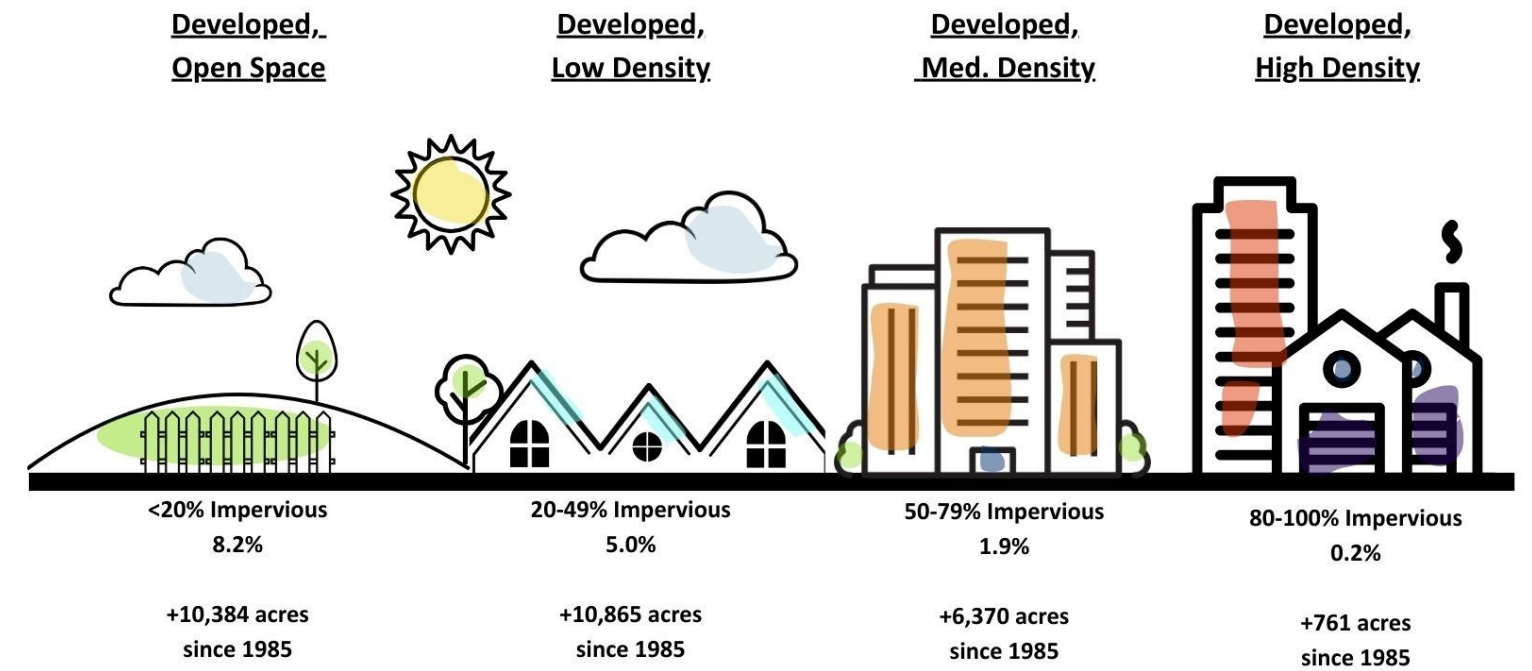 Developed,
Open Space
<20% Impervious
8.2%
+10,384 acres
since 1985
Developed,
Low Density
20-49% Impervious
5.0%
+10,865 acres
since 1985
Developed,
Med. Density
50-79% Impervious
1.9%
+6,370 acres
since 1985
Developed,
High Density
80-100% Impervious
0.2%
+761 acres
since 1985